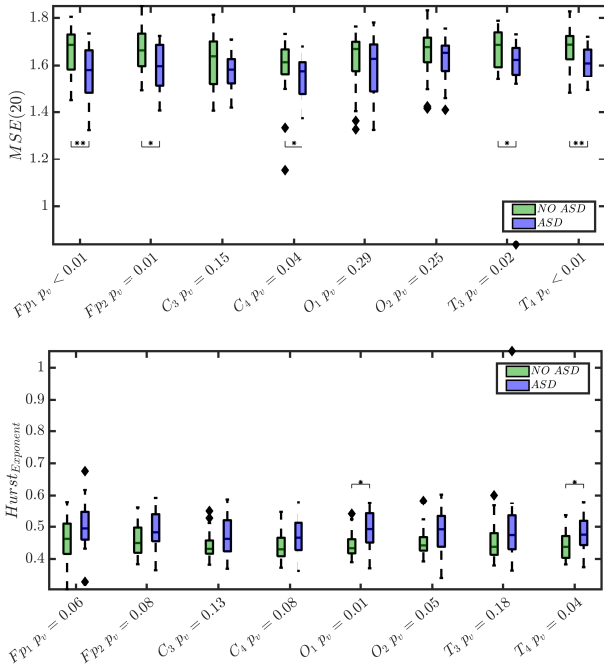 1.8
1.6
1.4
1.2
1
MSE(20)
** * * * **
NO ASD
ASD
Fp1 pv < 0.01
Fp2 pv = 0.01
C3 pv = 0.15
C4 pv = 0.04
O1 pv = 0.29
O2 pv = 0.25
T3 pv = 0.02
T4 pv < 0.01
1
0.9
0.8
0.7
0.6
0.5
0.4
HurstExponent
NO ASD
ASD
* *
Fp1 pv = 0.06
Fp2 pv = 0.08
C3 pv = 0.13
C4 pv = 0.08
O1 pv = 0.01
O2 pv = 0.05
T3 pv = 0.18
T4 pv = 0.04